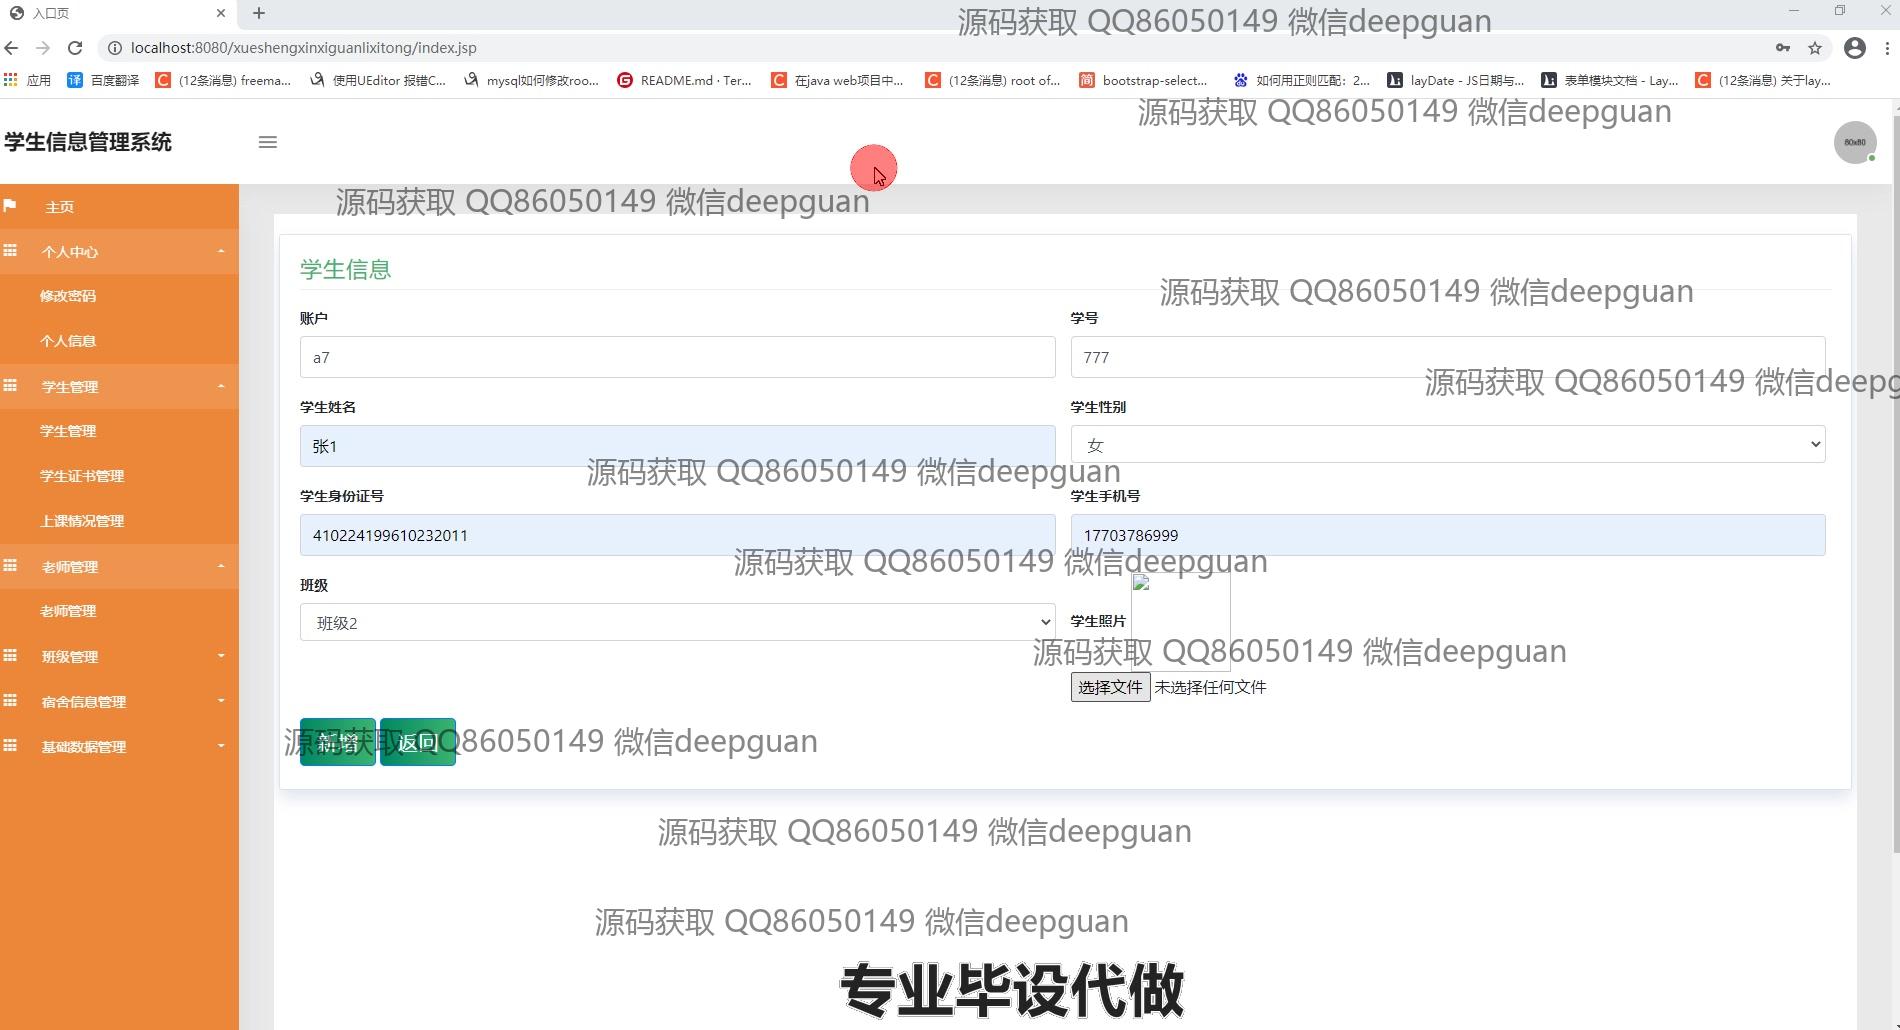 入口页
源码获取 QQ86050149 微信deepguan
localhost:8080/xueshengxinxiguanlixitong/index.jsp
应用 百度翻译 (12条消息) freema... 使用UEditor 报错C... mysql如何修改roo... README.md · Ter... 在java web项目中... (12条消息) root of... bootstrap-select... 如何用正则匹配：2... layDate - JS日期与... 表单模块文档 - Lay... (12条消息) 关于lay...
源码获取 QQ86050149 微信deepguan
学生信息管理系统
80x80
源码获取 QQ86050149 微信deepguan
主页
个人中心
修改密码
个人信息
学生管理
学生管理
学生证书管理
上课情况管理
老师管理
老师管理
班级管理
宿舍信息管理
基础数据管理
学生信息
源码获取 QQ86050149 微信deepguan
账户 学号
a7 777
源码获取 QQ86050149 微信deepg
学生姓名 学生性别
张1 女
源码获取 QQ86050149 微信deepguan
学生身份证号 学生手机号
410224199610232011 17703786999
源码获取 QQ86050149 微信deepguan
班级 学生照片
班级2
源码获取 QQ86050149 微信deepguan
选择文件 未选择任何文件
新增 返回
源码获取 QQ86050149 微信deepguan
源码获取 QQ86050149 微信deepguan
源码获取 QQ86050149 微信deepguan
专业毕设代做